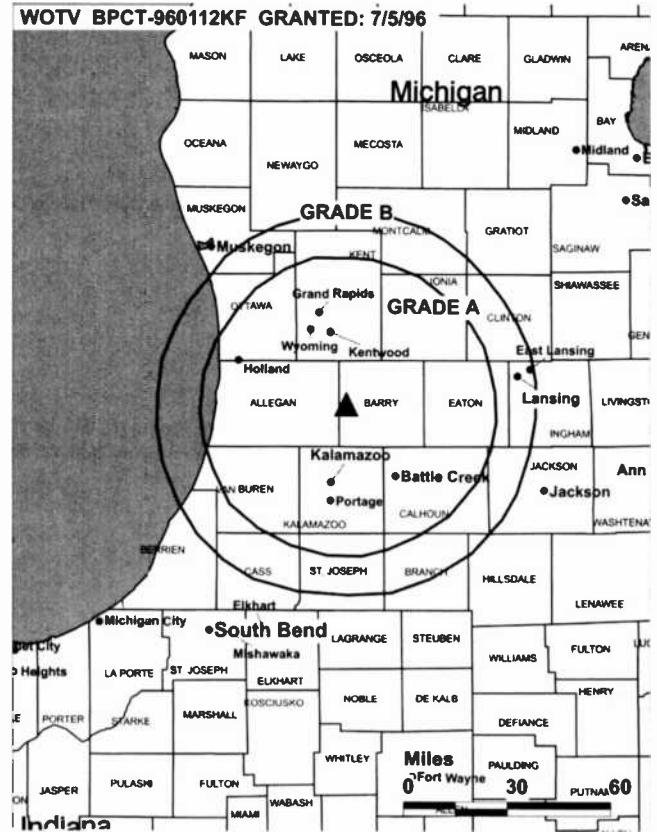 WOTV BPCT-960112KF GRANTED: 7/5/96
MASON LAKE OSCEOLA CLARE GLADWIN
Michigan
ISABELLA
OCEANA MECOSTA MIDLAND BAY
NEWAYGO
Midland
MUSKEGON
GRADE B
MONTCALM GRATIOT
Muskegon SAGINAW
KENT
IONIA SHIAWASSEE
Grand Rapids
OTTAWA GRADE A
CLINTON
Wyoming Kentwood East Lansing
Holland
Lansing
ALLEGAN BARRY EATON
INGHAM
Kalamazoo
Battle Creek JACKSON Ann
BUREN
Portage Jackson
CALHOUN
KALAMAZOO
BERRIEN
CASS ST. JOSEPH BRANCH
HILLSDALE
Elkhart LENAWEE
Michigan City
South Bend
LAGRANGE STEUBEN
Mishawaka
WILLIAMS FULTON
Heights
LA PORTE ST JOSEPH
ELKHART
HENRY
NOBLE DE KALB
PORTER STARKE MARSHALL KOSCIUSKO
DEFIANCE
WHITLEY Miles PAULDING
Fort Wayne
JASPER PULASKI FULTON
0 30 60
WABASH
MIAMI ALLEN
Indiana